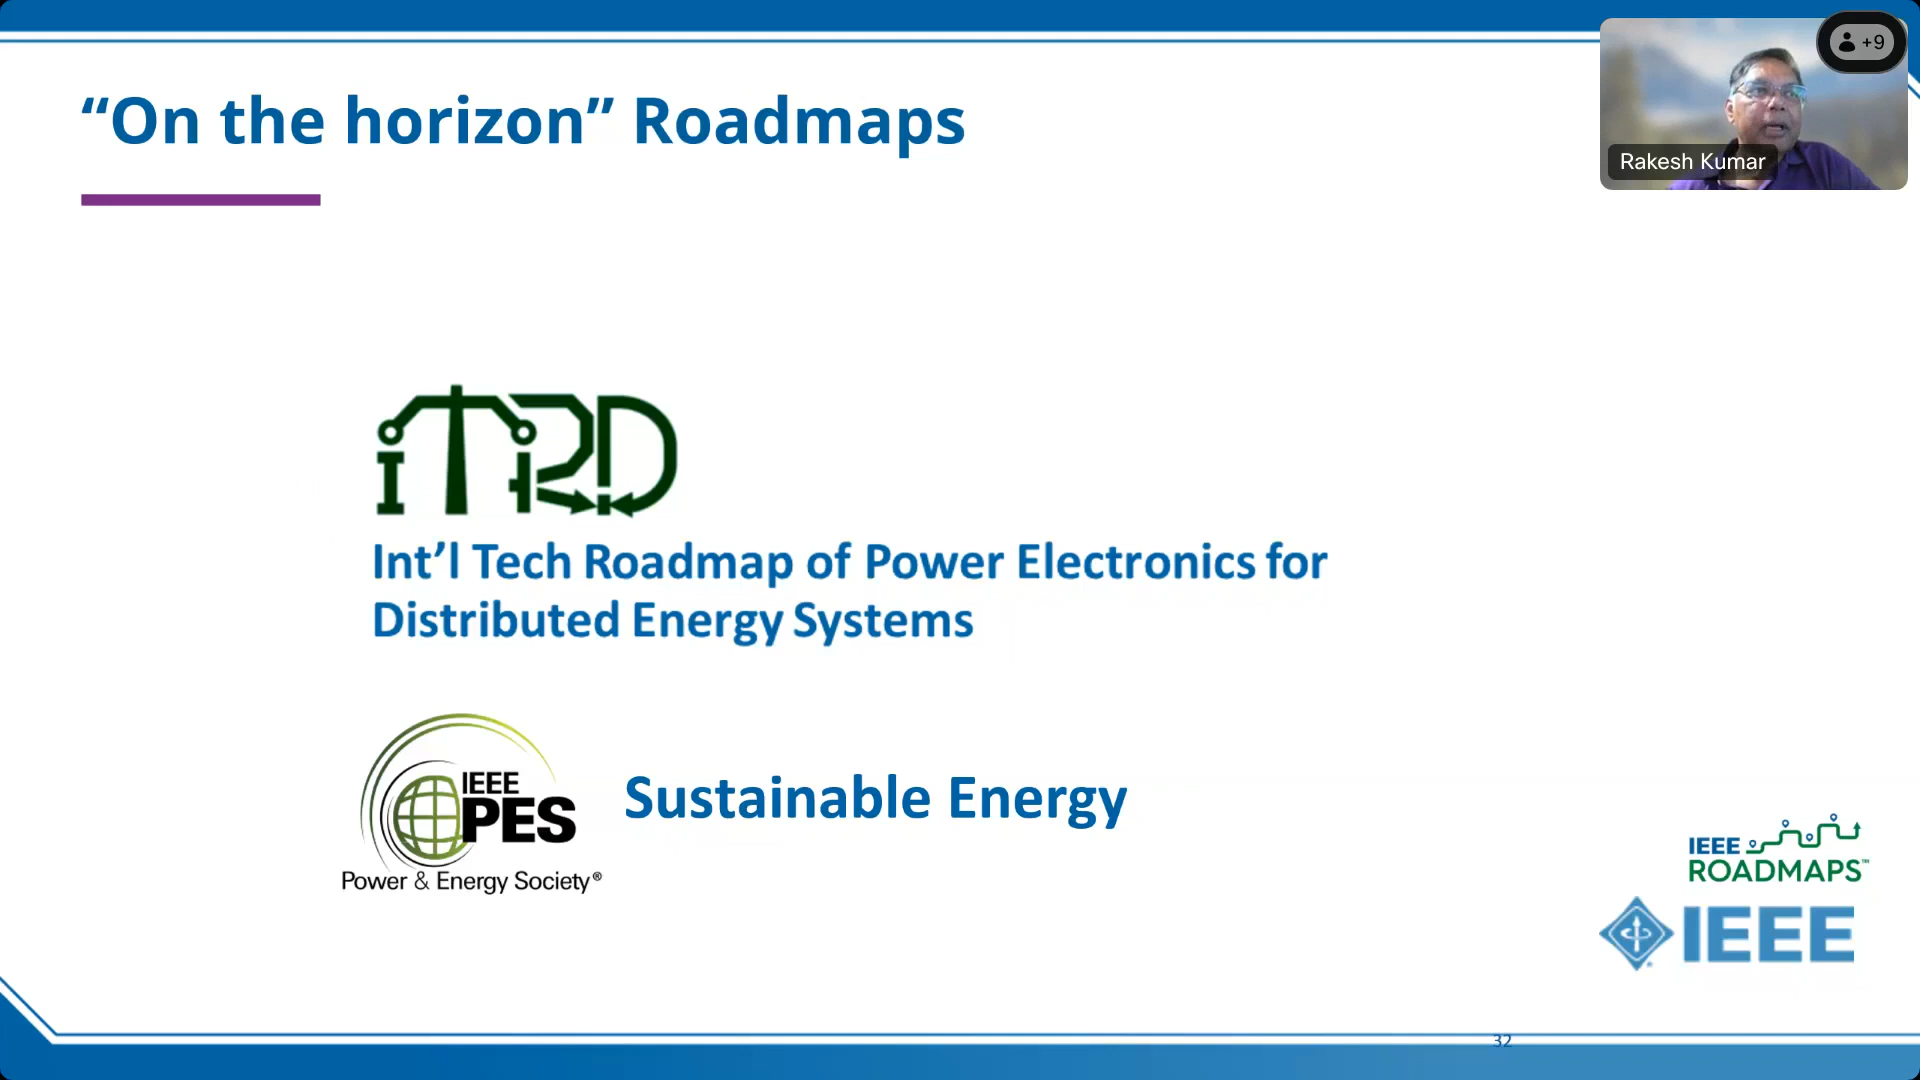 “On the horizon” Roadmaps
+9
Rakesh Kumar
iTRD
Int’l Tech Roadmap of Power Electronics for
Distributed Energy Systems
IEEE
PES
Power & Energy Society®
Sustainable Energy
IEEE
ROADMAPS™
IEEE
32